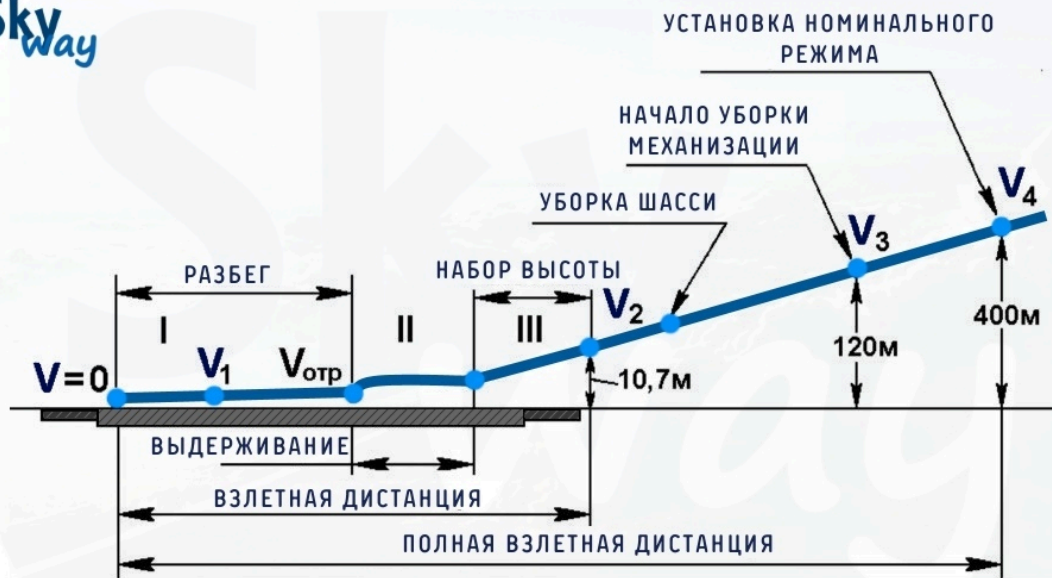 Sky
Way
УСТАНОВКА НОМИНАЛЬНОГО
РЕЖИМА
НАЧАЛО УБОРКИ
МЕХАНИЗАЦИИ
УБОРКА ШАССИ
V4
V3
РАЗБЕГ
НАБОР ВЫСОТЫ
V2
I
II
III
400м
120м
V=0
V1
Vотр
10,7м
ВЫДЕРЖИВАНИЕ
ВЗЛЕТНАЯ ДИСТАНЦИЯ
ПОЛНАЯ ВЗЛЕТНАЯ ДИСТАНЦИЯ